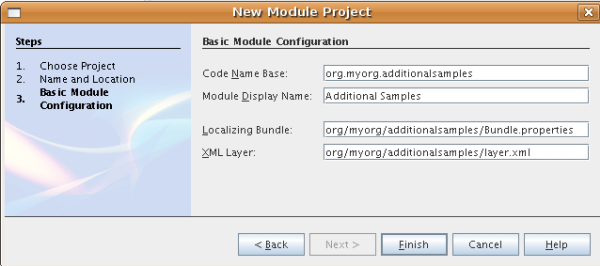 New Module Project
Steps
1. Choose Project
2. Name and Location
3. Basic Module
Configuration
Basic Module Configuration
Code Name Base: org.myorg.additionalsamples
Module Display Name: Additional Samples
Localizing Bundle: org/myorg/additionalsamples/Bundle.properties
XML Layer: org/myorg/additionalsamples/layer.xml
< Back Next > Finish Cancel Help